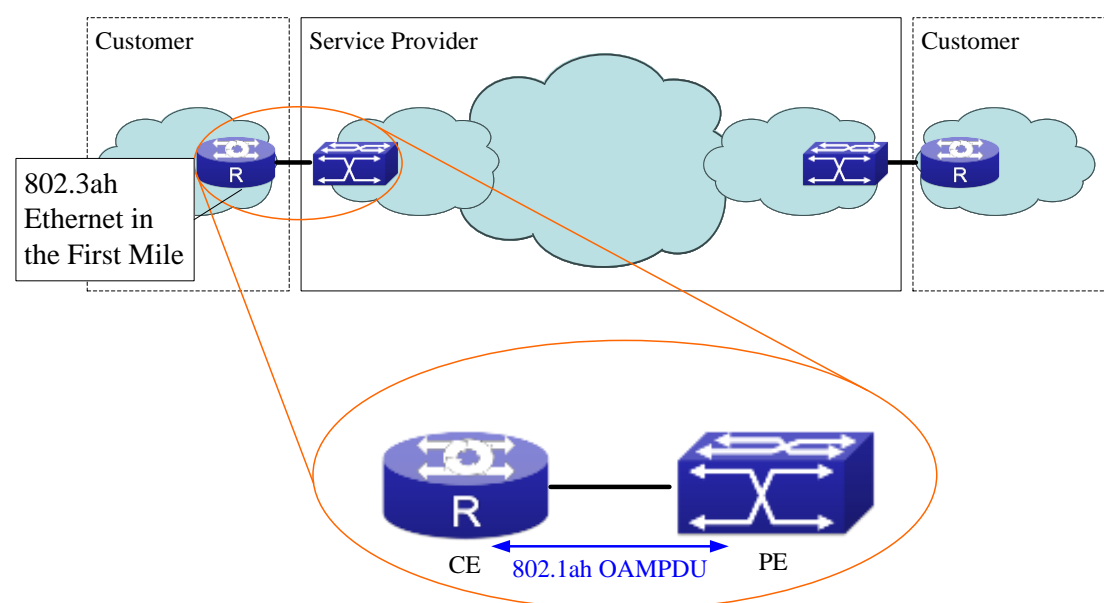 Customer
Service Provider
Customer
R
R
802.3ah
Ethernet in
the First Mile
R
CE
802.1ah OAMPDU
PE